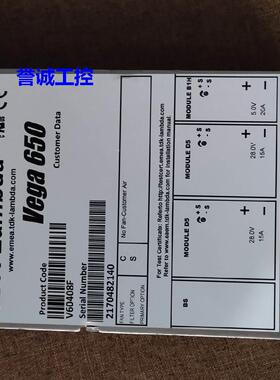 誉诚工控
www.emea.tdk-lambda.com
Vega 650
Customer Data
Product Code
V60408F
Serial Number
2170482140
FAN TYPE
C
No Fan-Customer Air
FILTER OPTION
S
PRIMARY OPTION
For Test Certificate: Refer to http://testcert.emea.tdk-lambda.com
Refer to www.emea.tdk-lambda.com for installation manual.
MODULE B1H
+ S
- S
+
-
5.0V
20A
MODULE D5
+ S
- S
+
-
28.0V
15A
MODULE D5
+ S
- S
+
-
28.0V
15A
BS